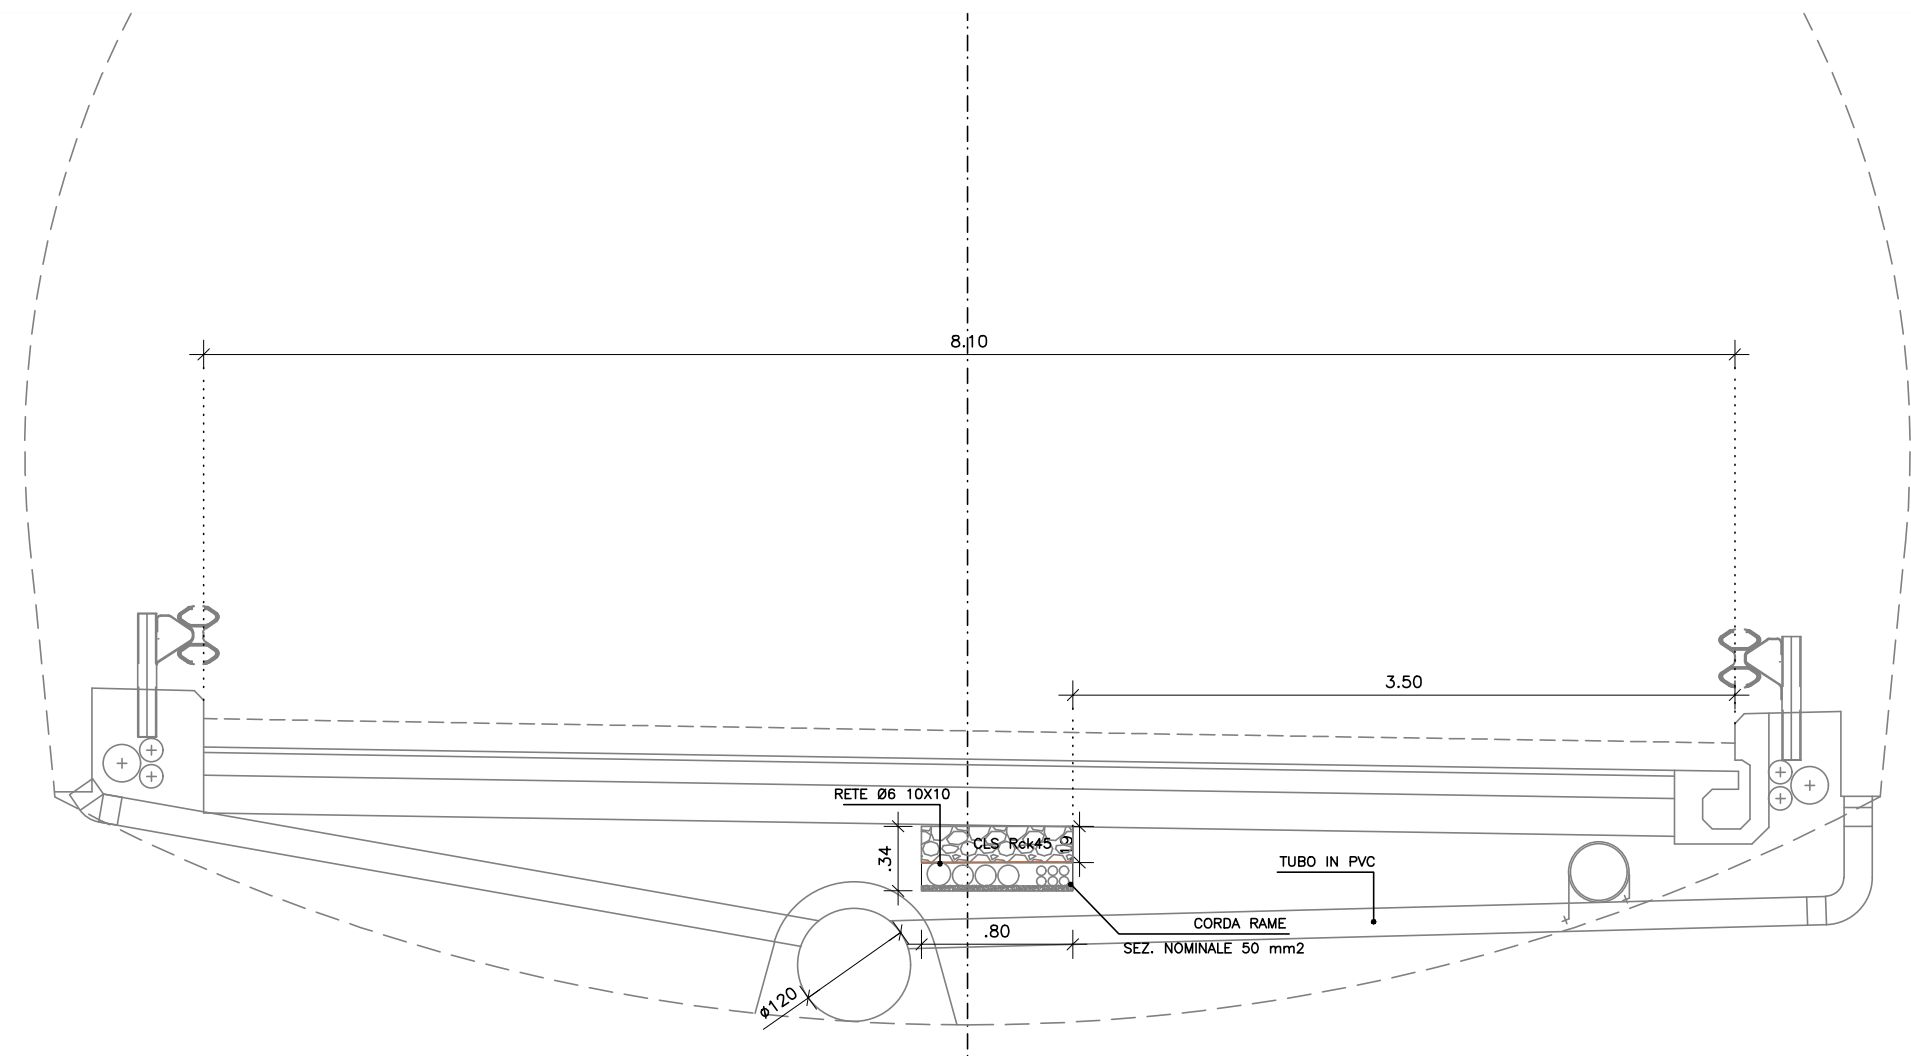 8.10
3.50
RETE Ø6 10X10
CLS Rck45
19
.34
TUBO IN PVC
CORDA RAME
.80
SEZ. NOMINALE 50 mm2
Ø120